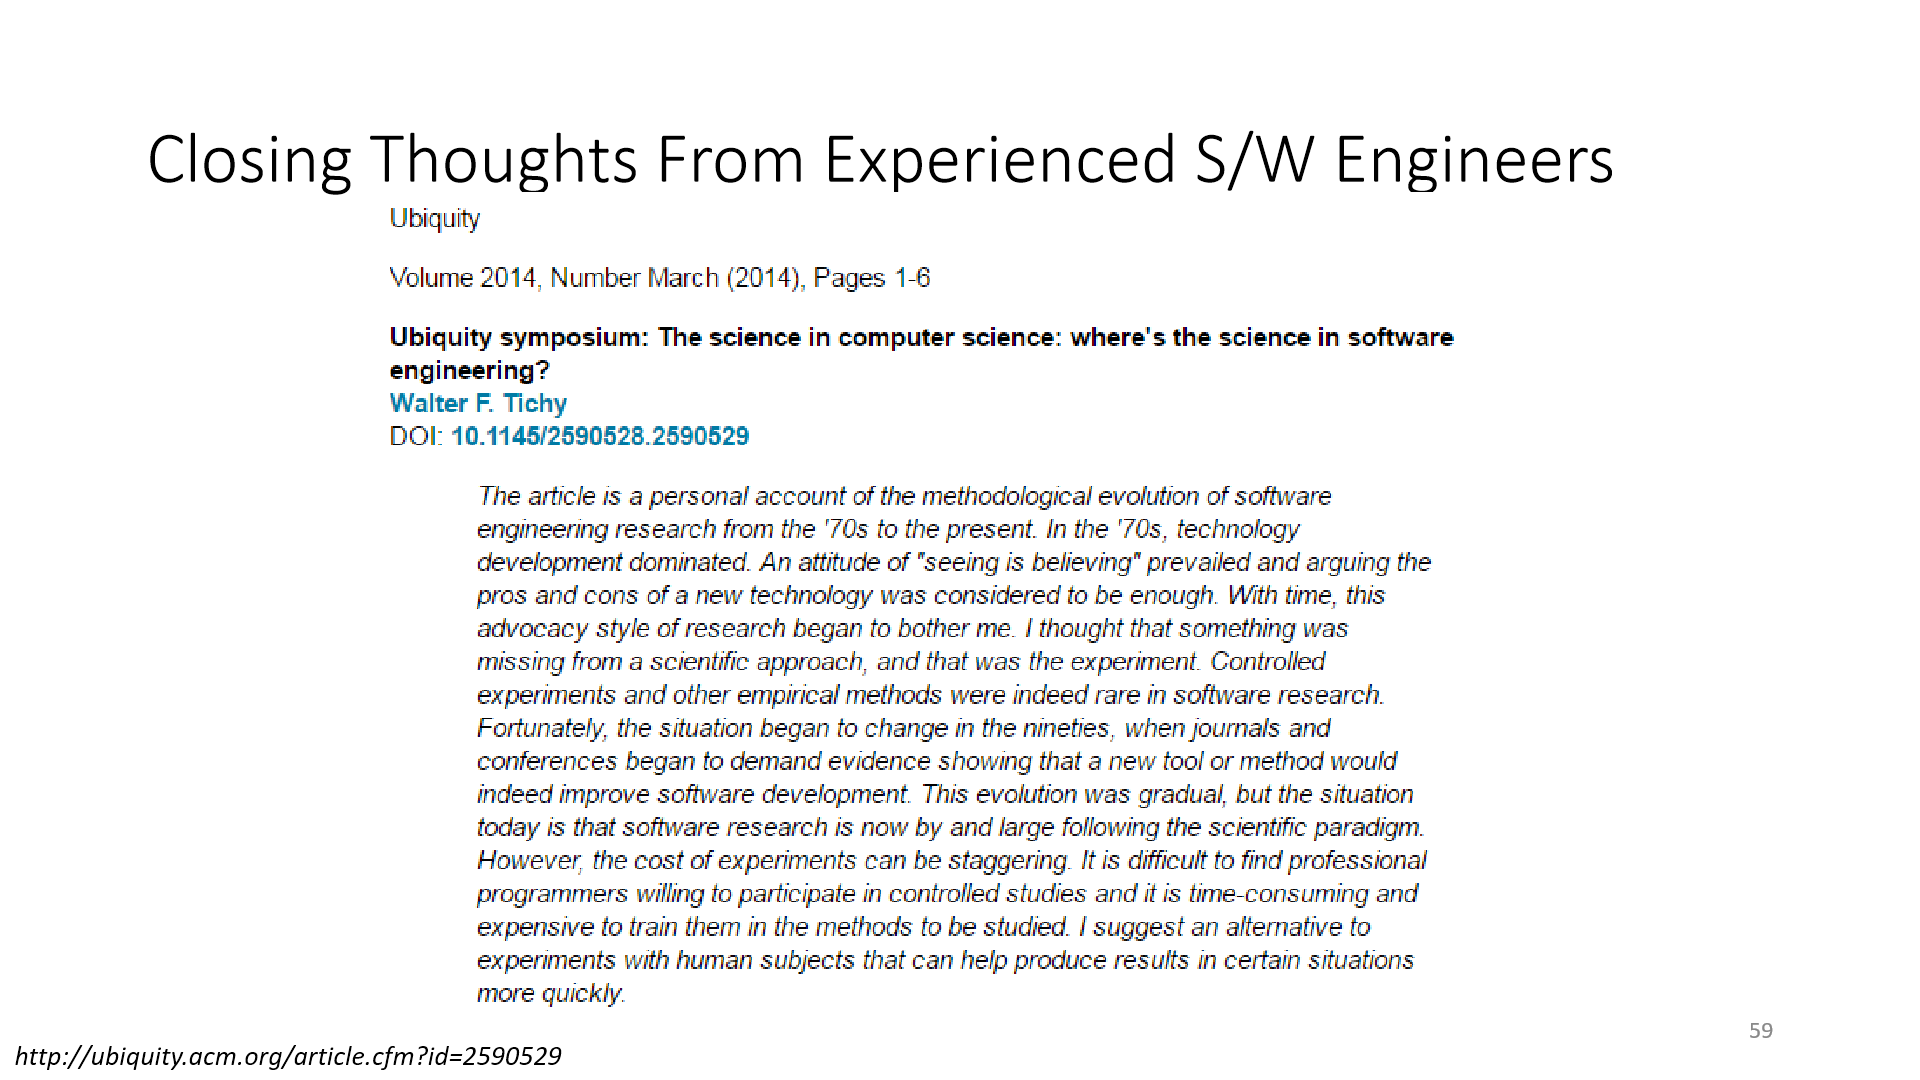 Closing Thoughts From Experienced S/W Engineers
Ubiquity
Volume 2014, Number March (2014), Pages 1-6
Ubiquity symposium: The science in computer science: where's the science in software
engineering?
Walter F. Tichy
DOI: 10.1145/2590528.2590529
The article is a personal account of the methodological evolution of software
engineering research from the '70s to the present. In the '70s, technology
development dominated. An attitude of "seeing is believing" prevailed and arguing the
pros and cons of a new technology was considered to be enough. With time, this
advocacy style of research began to bother me. I thought that something was
missing from a scientific approach, and that was the experiment. Controlled
experiments and other empirical methods were indeed rare in software research.
Fortunately, the situation began to change in the nineties, when journals and
conferences began to demand evidence showing that a new tool or method would
indeed improve software development. This evolution was gradual, but the situation
today is that software research is now by and large following the scientific paradigm.
However, the cost of experiments can be staggering. It is difficult to find professional
programmers willing to participate in controlled studies and it is time-consuming and
expensive to train them in the methods to be studied. I suggest an alternative to
experiments with human subjects that can help produce results in certain situations
more quickly.
59
http://ubiquity.acm.org/article.cfm?id=2590529